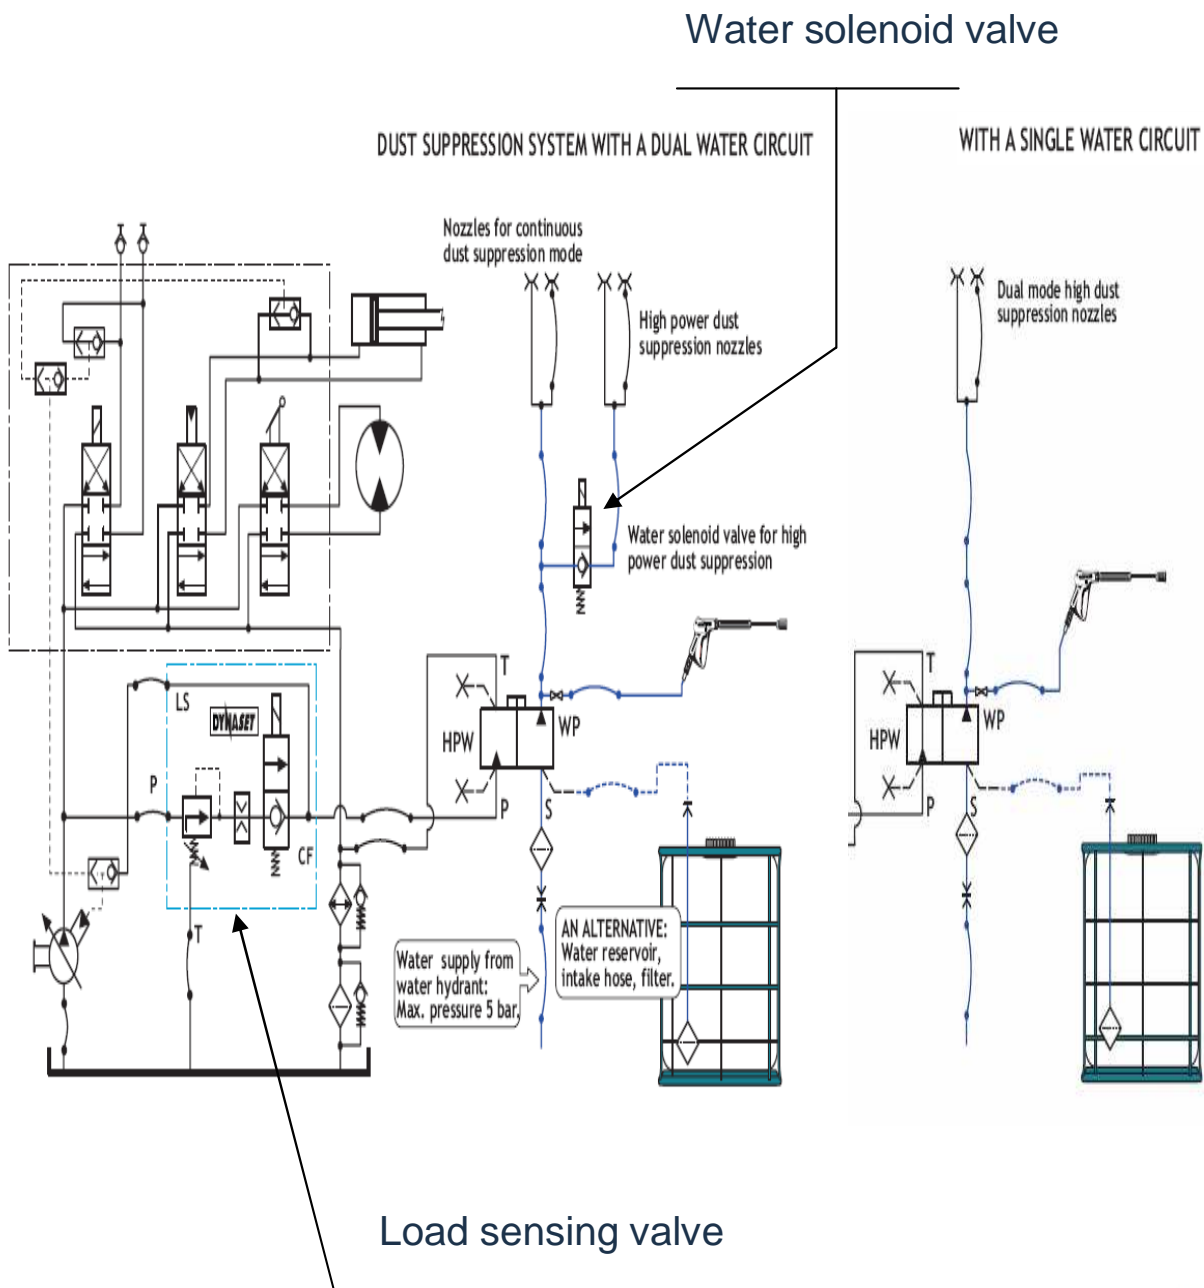 Water solenoid valve
DUST SUPPRESSION SYSTEM WITH A DUAL WATER CIRCUIT
WITH A SINGLE WATER CIRCUIT
Nozzles for continuous
dust suppression mode
High power dust
suppression nozzles
Dual mode high dust
suppression nozzles
Water solenoid valve for high
power dust suppression
T
LS
DYNASET
WP
HPW
P
P
S
CF
T
T
WP
HPW
P
S
Water supply from
water hydrant:
Max. pressure 5 bar.
AN ALTERNATIVE:
Water reservoir,
intake hose, filter.
Load sensing valve